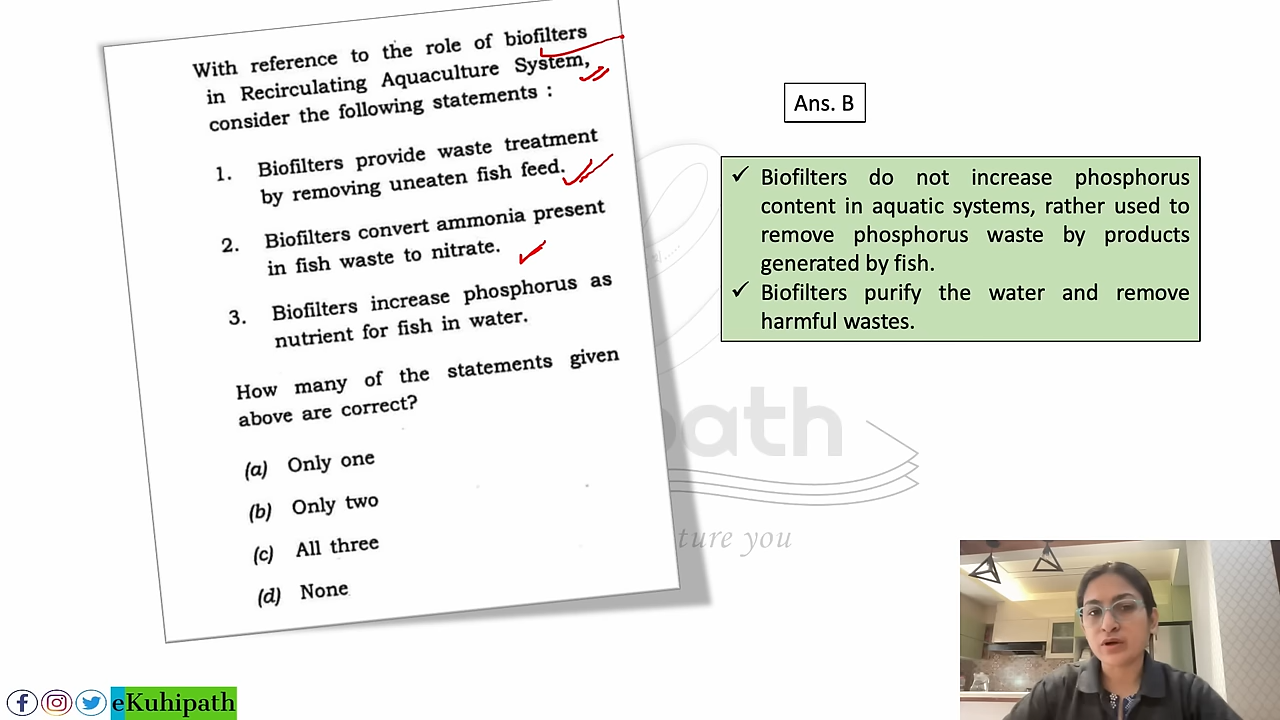 With reference to the role of biofilters
in Recirculating Aquaculture System,
consider the following statements :
1. Biofilters provide waste treatment
by removing uneaten fish feed.
2. Biofilters convert ammonia present
in fish waste to nitrate.
3. Biofilters increase phosphorus as
nutrient for fish in water.
How many of the statements given
above are correct?
(a) Only one
(b) Only two
(c) All three
(d) None
Ans. B
✓ Biofilters do not increase phosphorus
content in aquatic systems, rather used to
remove phosphorus waste by products
generated by fish.
✓ Biofilters purify the water and remove
harmful wastes.
path
ture you
eKuhipath